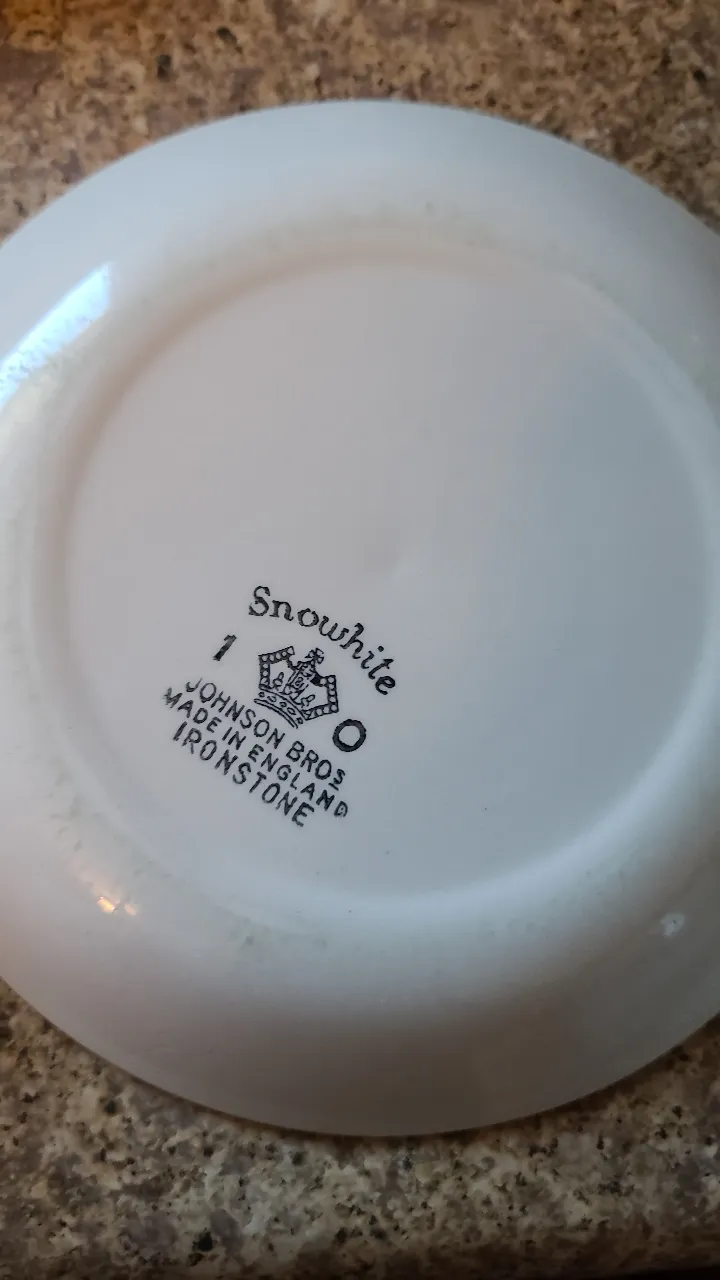 Snowhite
1 O
JOHNSON BROS
MADE IN ENGLAND
IRONSTONE